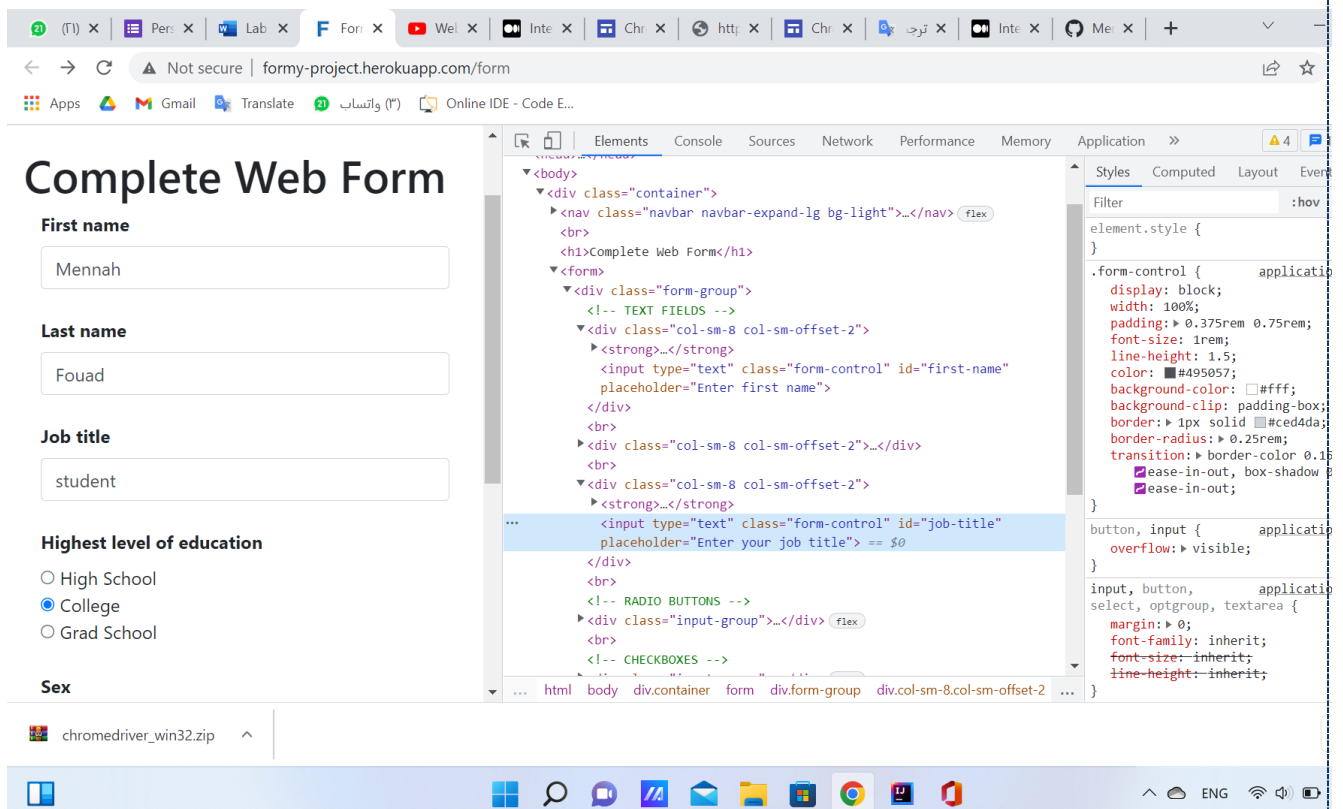 (٢١) Pers Lab Forr Wel Inte Chr http Chr ترجـ Inte Mer
Not secure | formy-project.herokuapp.com/form
Apps Gmail Translate (٣) واتساب Online IDE - Code E...
Elements Console Sources Network Performance Memory Application » 4
Complete Web Form
First name
Mennah
Last name
Fouad
Job title
student
Highest level of education
High School
College
Grad School
Sex
<body>
<div class="container">
<nav class="navbar navbar-expand-lg bg-light">…</nav> flex
<br>
<h1>Complete Web Form</h1>
<form>
<div class="form-group">
<!-- TEXT FIELDS -->
<div class="col-sm-8 col-sm-offset-2">
<strong>…</strong>
<input type="text" class="form-control" id="first-name"
placeholder="Enter first name">
</div>
<br>
<div class="col-sm-8 col-sm-offset-2">…</div>
<br>
<div class="col-sm-8 col-sm-offset-2">
<strong>…</strong>
<input type="text" class="form-control" id="job-title"
placeholder="Enter your job title"> == $0
</div>
<br>
<!-- RADIO BUTTONS -->
<div class="input-group">…</div> flex
<br>
<!-- CHECKBOXES -->
... html body div.container form div.form-group div.col-sm-8.col-sm-offset-2 ...
Styles Computed Layout Event
Filter :hov
element.style {
}
.form-control { applicatio
display: block;
width: 100%;
padding: 0.375rem 0.75rem;
font-size: 1rem;
line-height: 1.5;
color: #495057;
background-color: #fff;
background-clip: padding-box;
border: 1px solid #ced4da;
border-radius: 0.25rem;
transition: border-color 0.15
ease-in-out, box-shadow 0
ease-in-out;
}
button, input { applicatio
overflow: visible;
}
input, button, applicatio
select, optgroup, textarea {
margin: 0;
font-family: inherit;
font-size: inherit;
line-height: inherit;
}
chromedriver_win32.zip
ENG